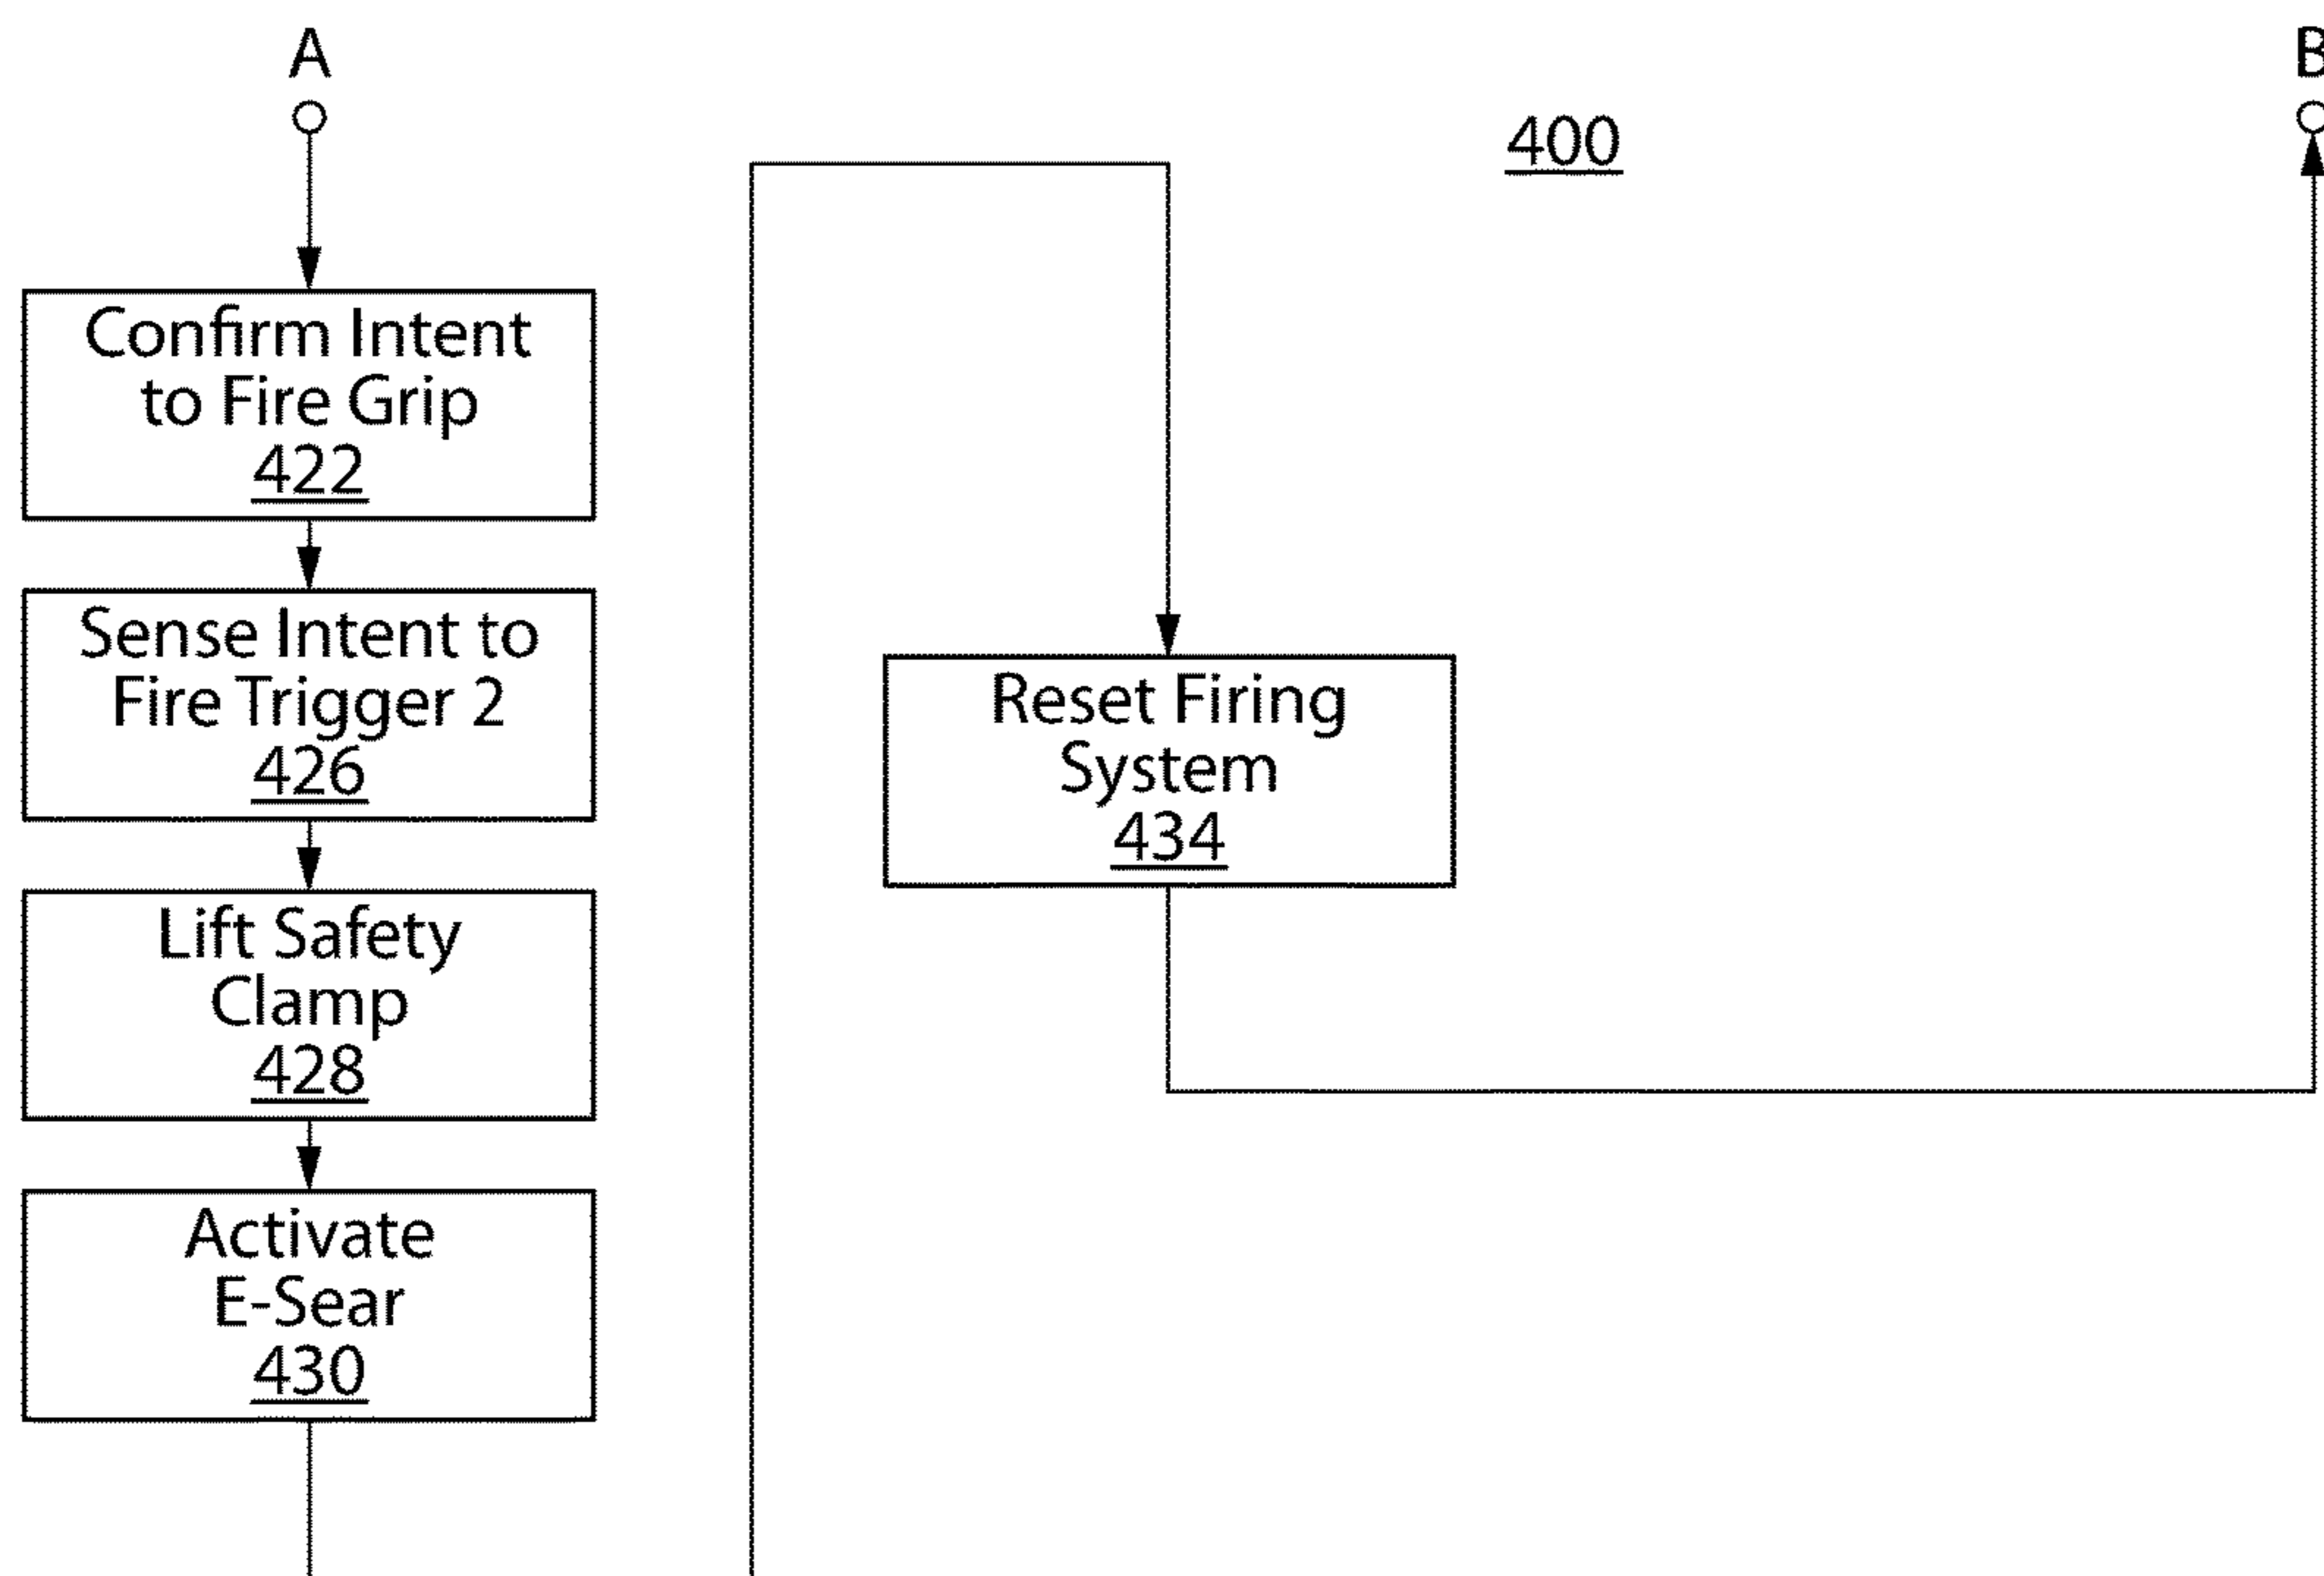 A
Confirm Intent
to Fire Grip
422
Sense Intent to
Fire Trigger 2
426
Lift Safety
Clamp
428
Activate
E-Sear
430
400
Reset Firing
System
434
B